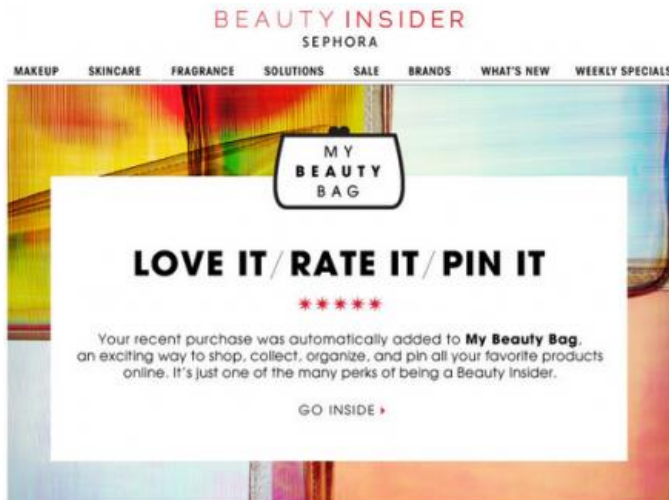 BEAUTY INSIDER
SEPHORA
MAKEUP SKINCARE FRAGRANCE SOLUTIONS SALE BRANDS WHAT'S NEW WEEKLY SPECIALS
MY
BEAUTY
BAG
LOVE IT/RATE IT/PIN IT
Your recent purchase was automatically added to My Beauty Bag,
an exciting way to shop, collect, organize, and pin all your favorite products
online. It's just one of the many perks of being a Beauty Insider.
GO INSIDE